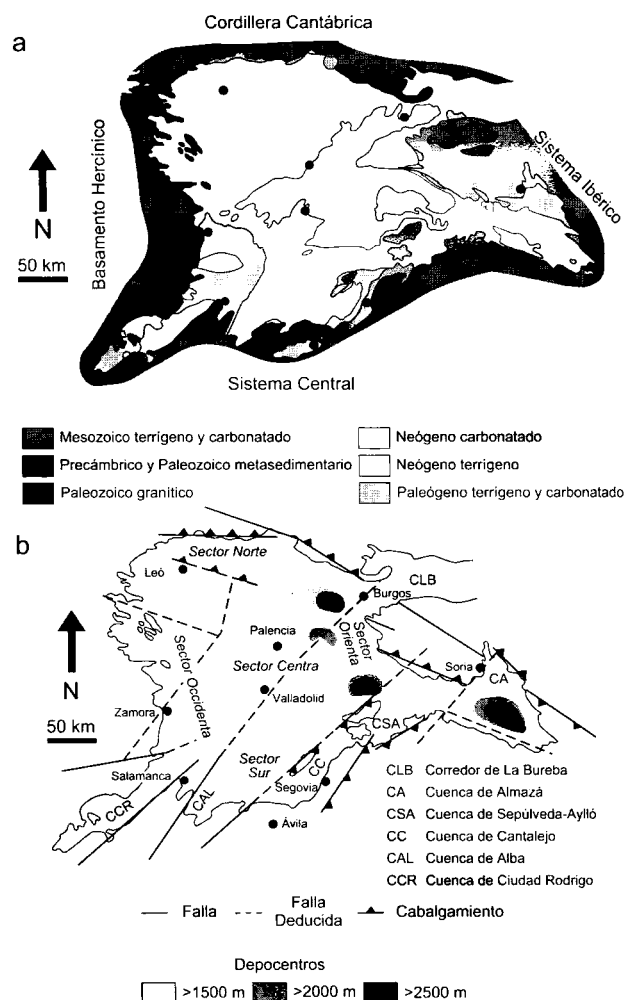 Cordillera Cantábrica
a
Basamento Hercínico
Sistema Ibérico
N
50 km
Sistema Central
Mesozoico terrígeno y carbonatado
Neógeno carbonatado
Precámbrico y Paleozoico metasedimentario
Neógeno terrígeno
Paleozoico granítico
Paleógeno terrígeno y carbonatado
b
Sector Norte
Leó
CLB
Burgos
Palencia
Sector Orienta
Sector Occidenta
Sector Centra
Soria
CA
N
Valladolid
50 km
Zamora
CSA
Sector
Sur
CC
Salamanca
Segovia
CAL
CCR
Ávila
CLB Corredor de La Bureba
CA Cuenca de Almazá
CSA Cuenca de Sepúlveda-Aylló
CC Cuenca de Cantalejo
CAL Cuenca de Alba
CCR Cuenca de Ciudad Rodrigo
Falla
Falla
Deducida
Cabalgamiento
Depocentros
>1500 m
>2000 m
>2500 m